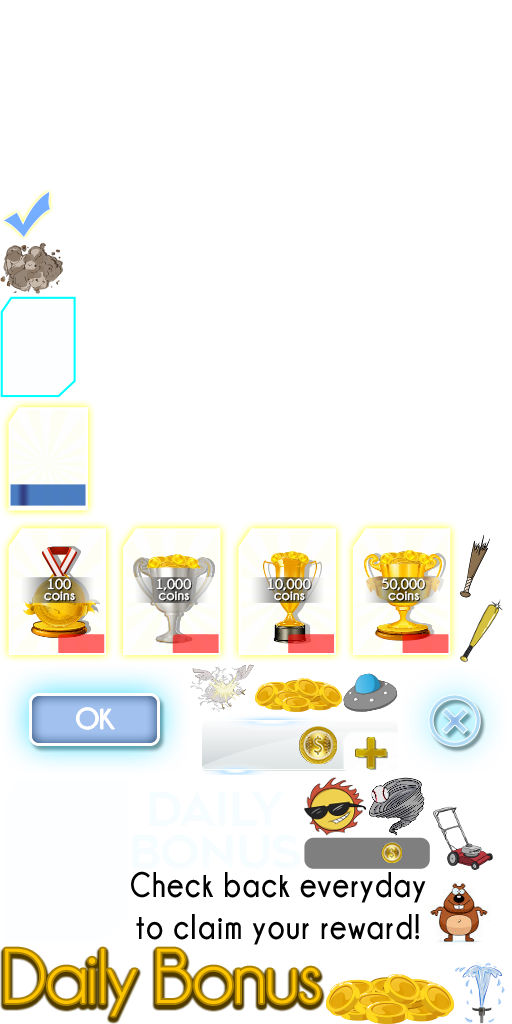 100
coins
1,000
coins
10,000
coins
50,000
coins
OK
DAILY
BONUS
Check back everyday
to claim your reward!
Daily Bonus